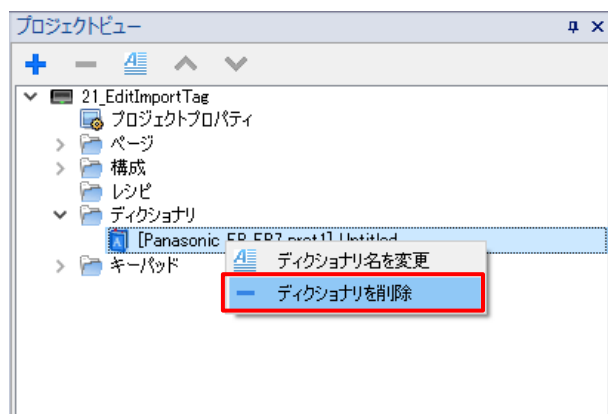 プロジェクトビュー
21_EditImportTag
プロジェクトプロパティ
ページ
構成
レシピ
ディクショナリ
[Panasonic
キーパッド
ディクショナリ名を変更
ディクショナリを削除